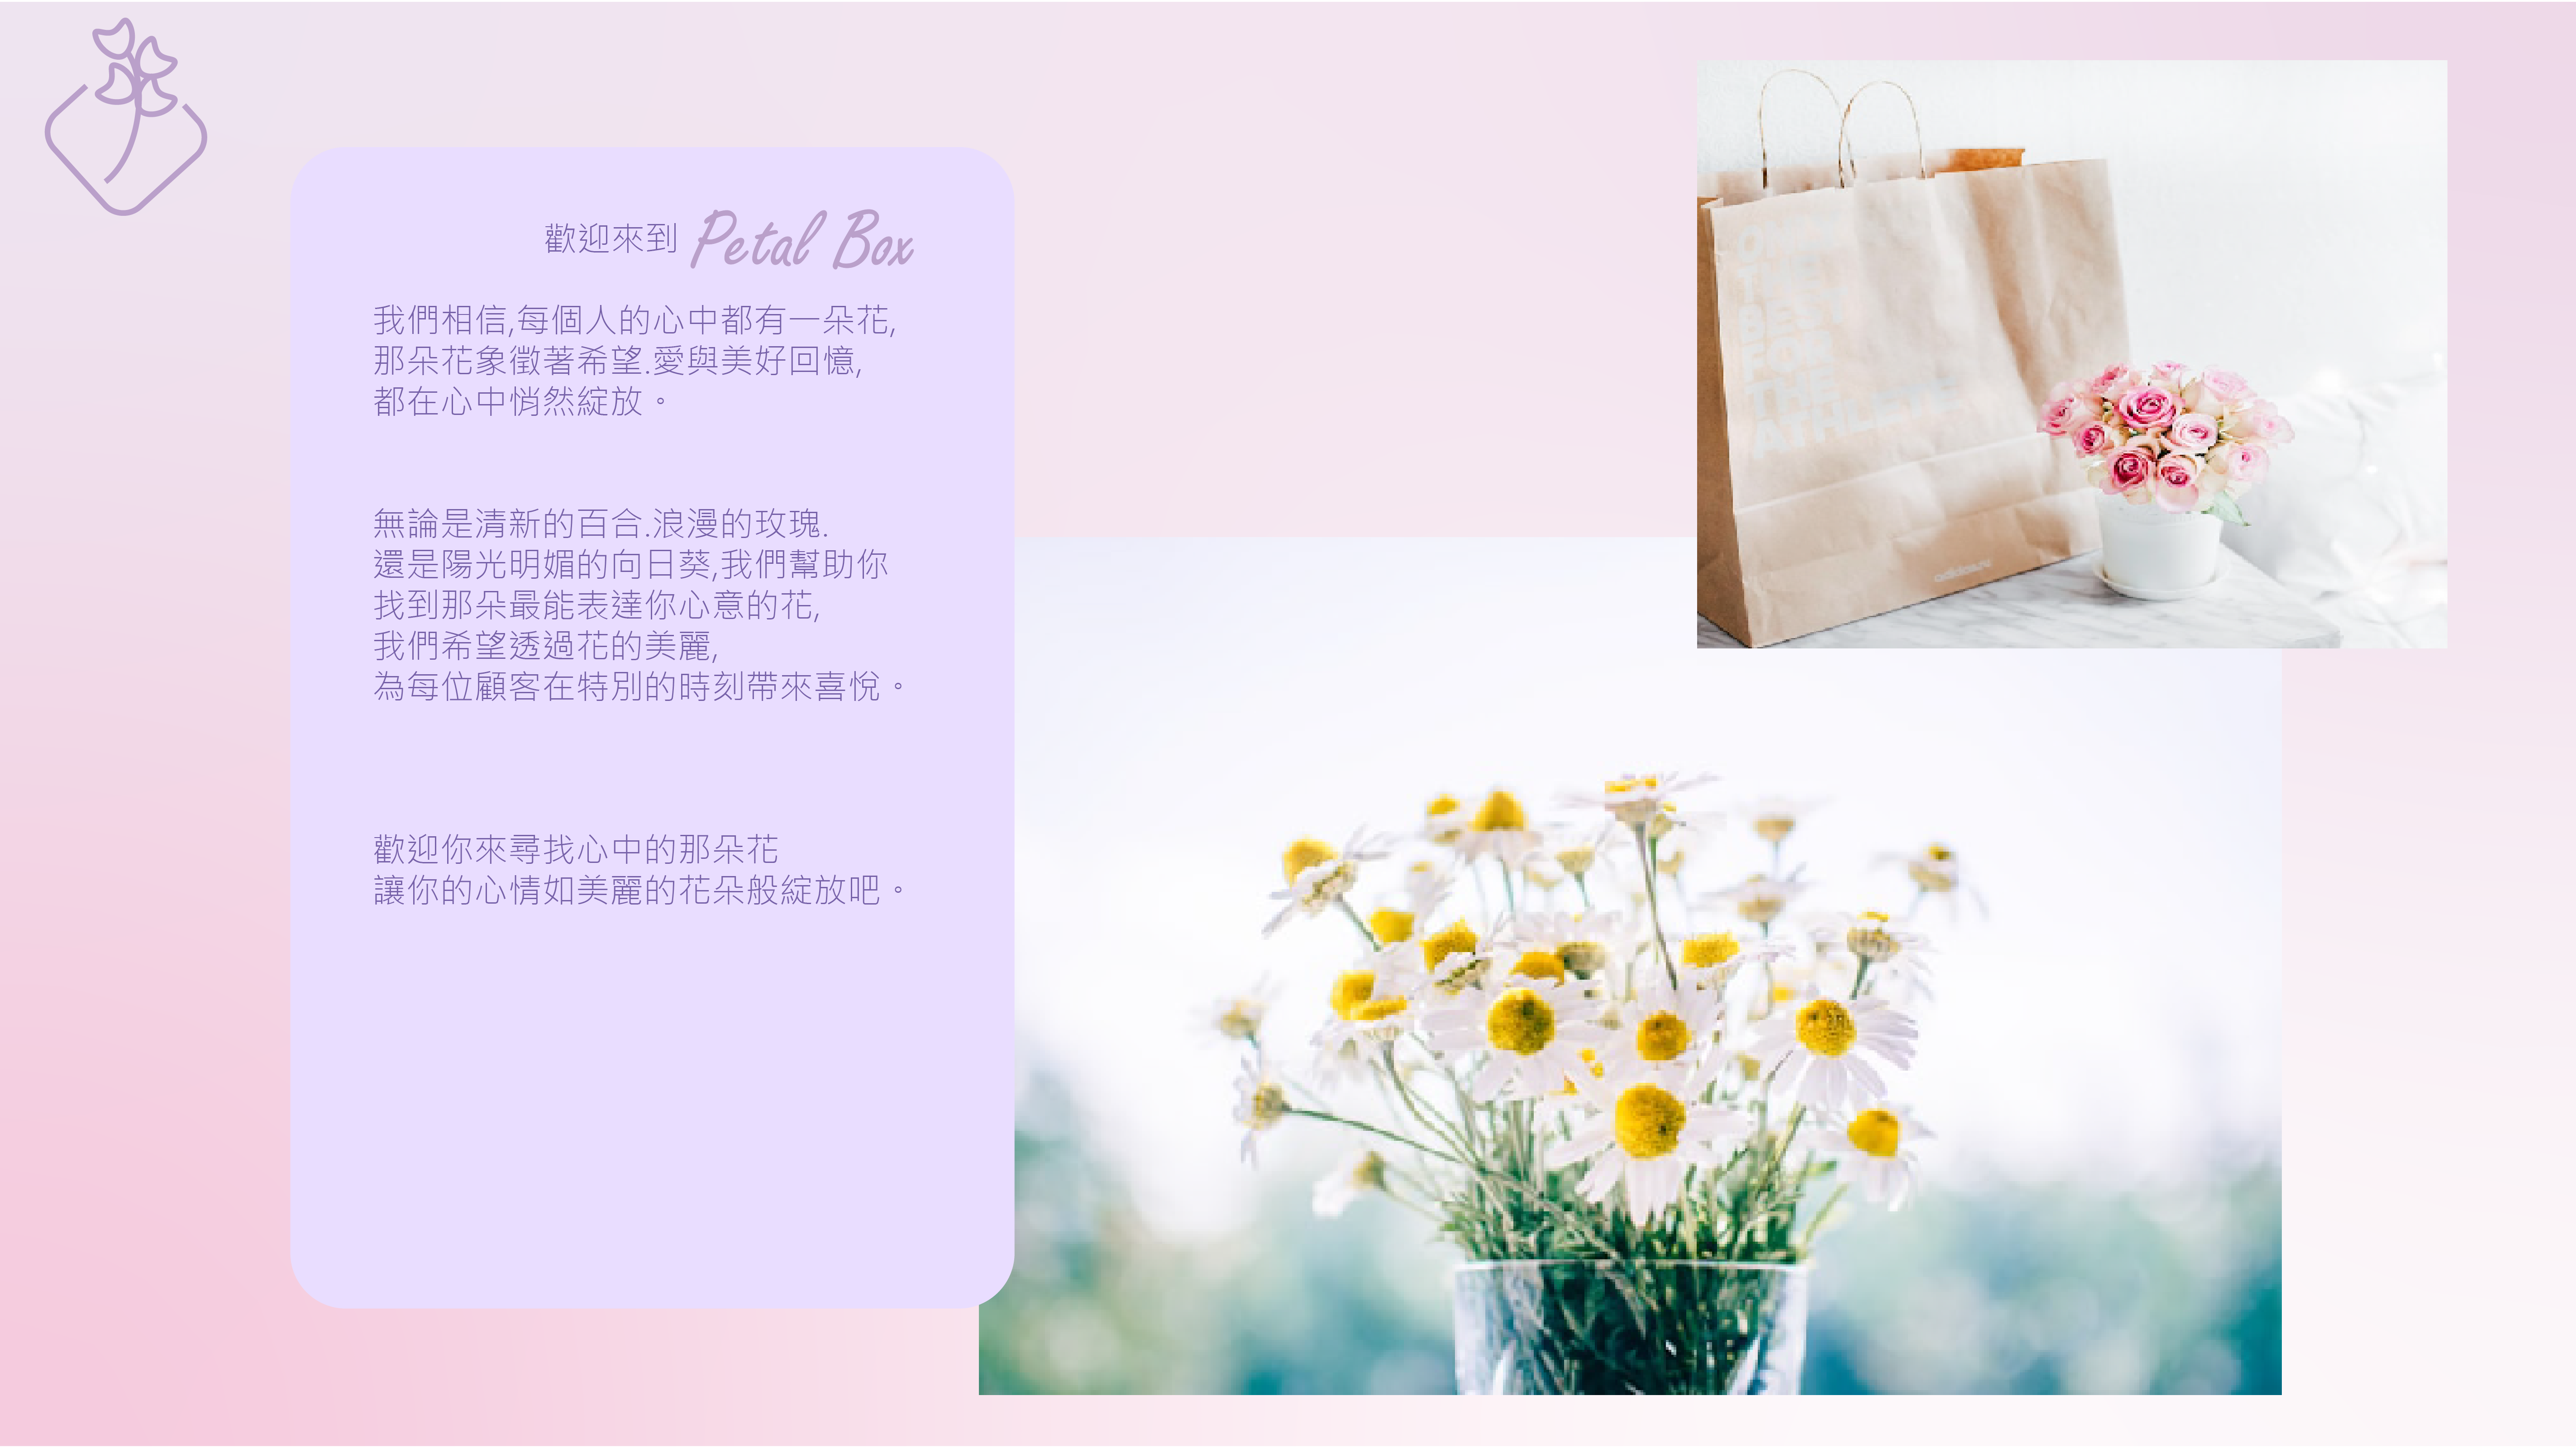 歡迎來到 Petal Box
我們相信,每個人的心中都有一朵花,
那朵花象徵著希望.愛與美好回憶,
都在心中悄然綻放。
無論是清新的百合.浪漫的玫瑰.
還是陽光明媚的向日葵,我們幫助你
找到那朵最能表達你心意的花,
我們希望透過花的美麗,
為每位顧客在特別的時刻帶來喜悅。
歡迎你來尋找心中的那朵花
讓你的心情如美麗的花朵般綻放吧。
ONLY
THE
BEST
FOR
THE
ATHLETE